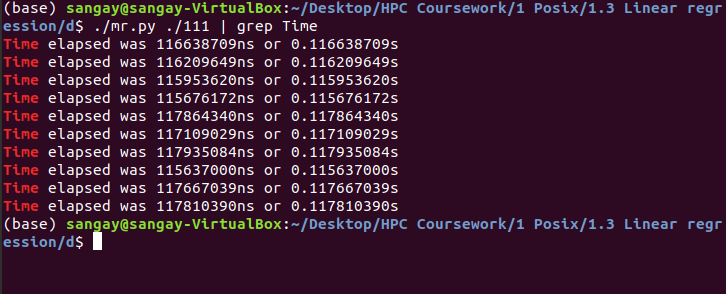 (base) sangay@sangay-VirtualBox:~/Desktop/HPC Coursework/1 Posix/1.3 Linear regr
ession/d$ ./mr.py ./111 | grep Time
Time elapsed was 116638709ns or 0.116638709s
Time elapsed was 116209649ns or 0.116209649s
Time elapsed was 115953620ns or 0.115953620s
Time elapsed was 115676172ns or 0.115676172s
Time elapsed was 117864340ns or 0.117864340s
Time elapsed was 117109029ns or 0.117109029s
Time elapsed was 117935084ns or 0.117935084s
Time elapsed was 115637000ns or 0.115637000s
Time elapsed was 117667039ns or 0.117667039s
Time elapsed was 117810390ns or 0.117810390s
(base) sangay@sangay-VirtualBox:~/Desktop/HPC Coursework/1 Posix/1.3 Linear regr
ession/d$